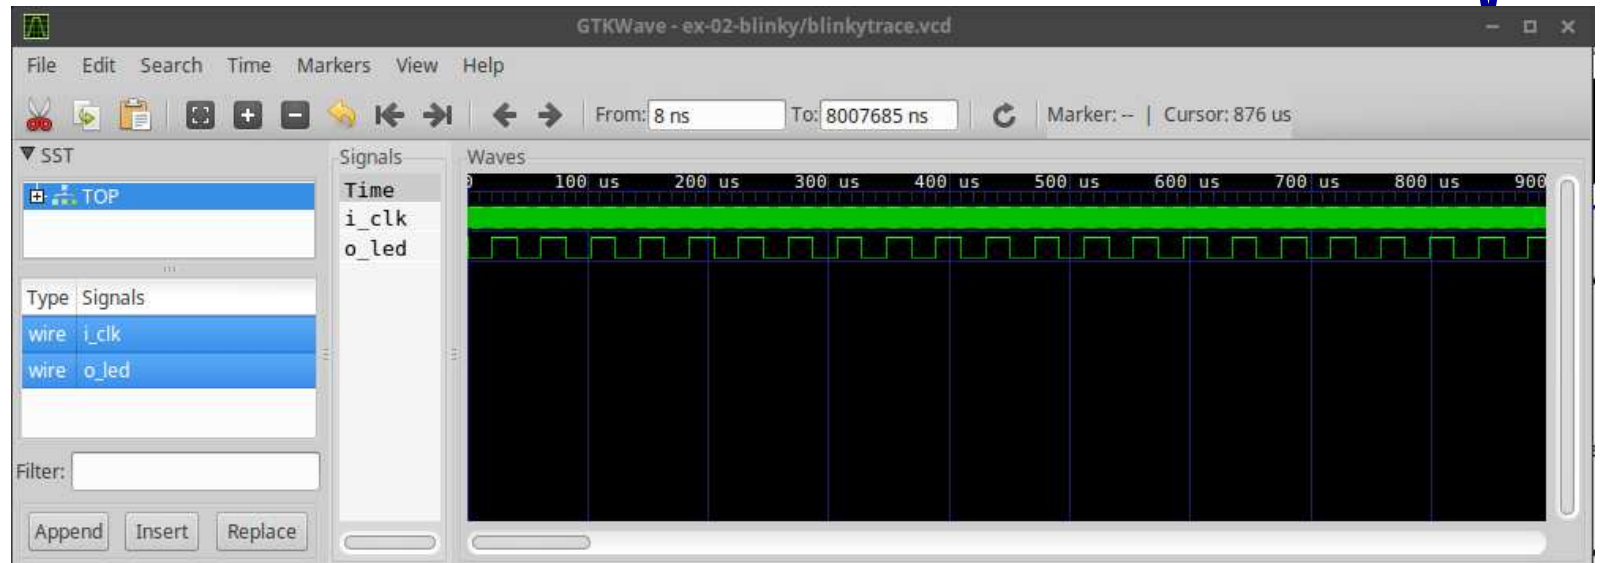 GTKWave - ex-02-blinky/blinkytrace.vcd
File Edit Search Time Markers View Help
From: 8 ns To: 8007685 ns Marker: -- | Cursor: 876 us
SST
TOP
Type Signals
wire i_clk
wire o_led
Filter:
Append Insert Replace
Signals
Time
i_clk
o_led
Waves
0 100 us 200 us 300 us 400 us 500 us 600 us 700 us 800 us 900